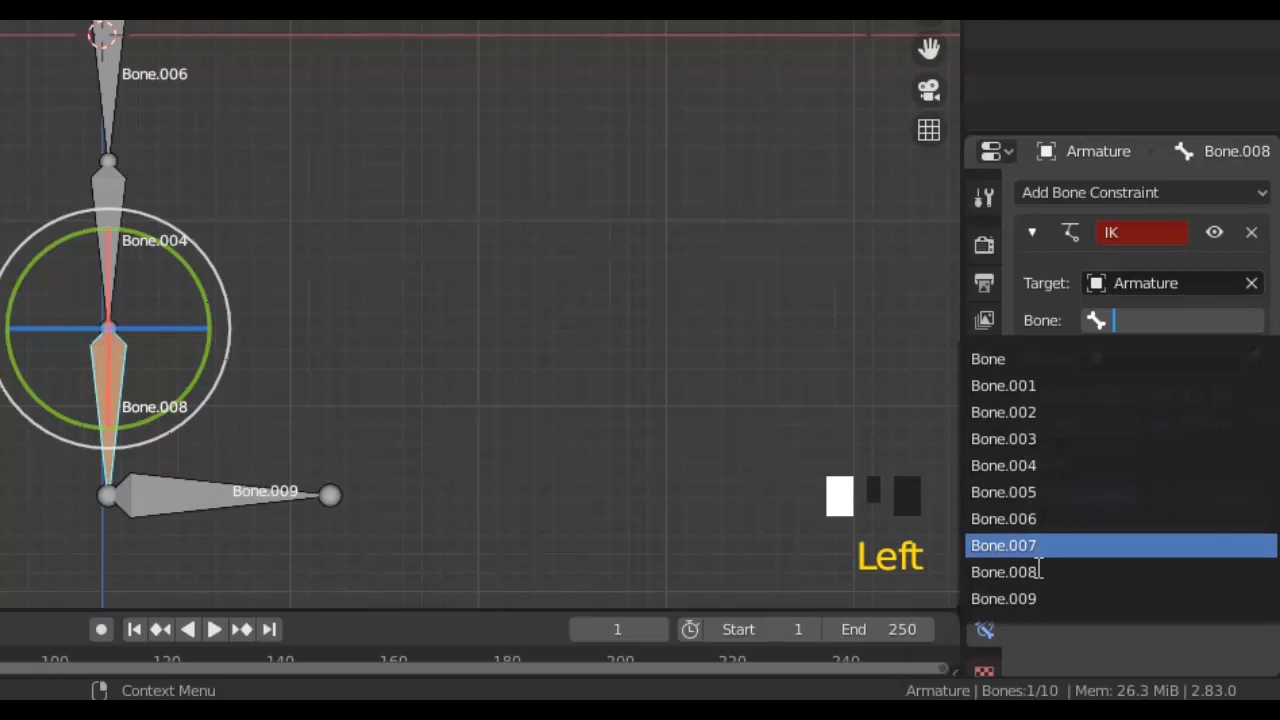 Bone.006
Bone.004
Bone.008
Bone.009
Left
Armature
Bone.008
Add Bone Constraint
IK
Target:
Armature
Bone:
Bone
Bone.001
Bone.002
Bone.003
Bone.004
Bone.005
Bone.006
Bone.007
Bone.008
Bone.009
1
Start 1
End 250
100 120 140 160 180 200 220 240
Context Menu
Armature | Bones:1/10 | Mem: 26.3 MiB | 2.83.0